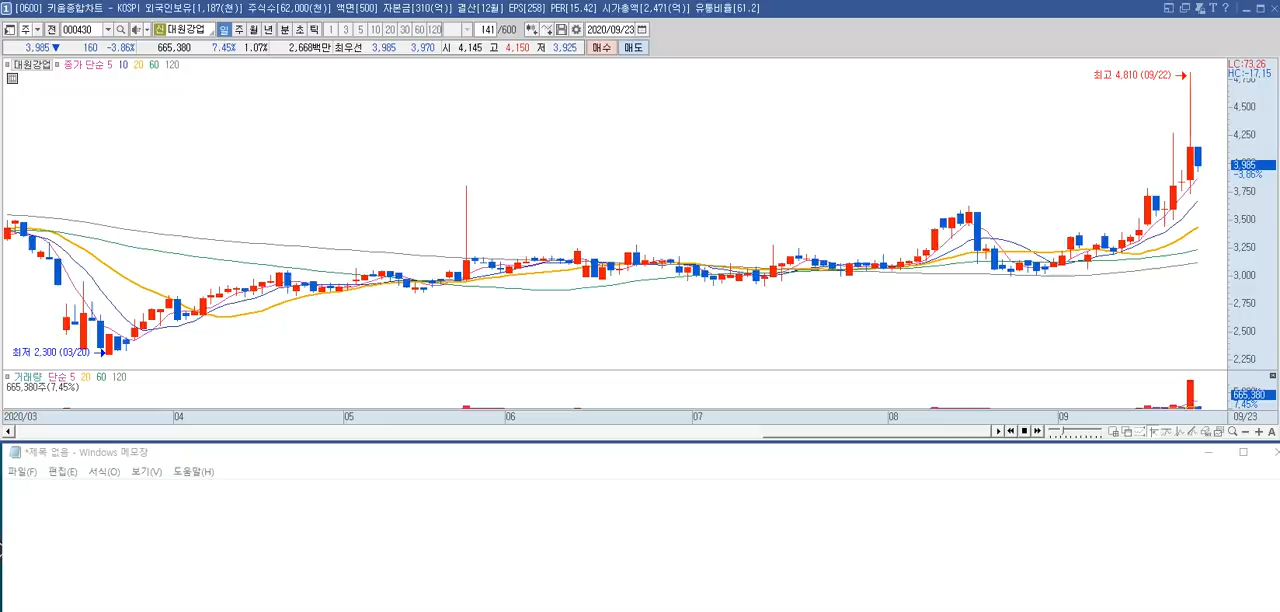 [0600] 키움종합차트 - KOSPI 외국인보유[1,187(천)] 주식수[62,000(천)] 액면[500] 자본금[310(억)] 결산[12월] EPS[258] PER[15.42] 시가총액[2,471(억)] 유통비율[61.2]
주 전 000430 신 대원강업 일 주 월 년 분 초 틱 1 3 5 10 20 30 60 120 141 /600 2020/09/23
3,985 ▼ 160 -3.86% 665,380 7.45% 1.07% 2,668백만 최우선 3,985 3,970 시 4,145 고 4,150 저 3,925 매수 매도
대원강업 종가 단순 5 10 20 60 120
LC:73.26
HC:-17.15
최고 4,810 (09/22)
4,750
4,500
4,250
3,985
-3.86%
3,750
3,500
3,250
3,000
2,750
2,500
최저 2,300 (03/20)
2,250
거래량 단순 5 20 60 120
665,380주(7.45%)
665,380
7.45%
2020/03 04 05 06 07 08 09 09/23
A
*제목 없음 - Windows 메모장
파일(F) 편집(E) 서식(O) 보기(V) 도움말(H)